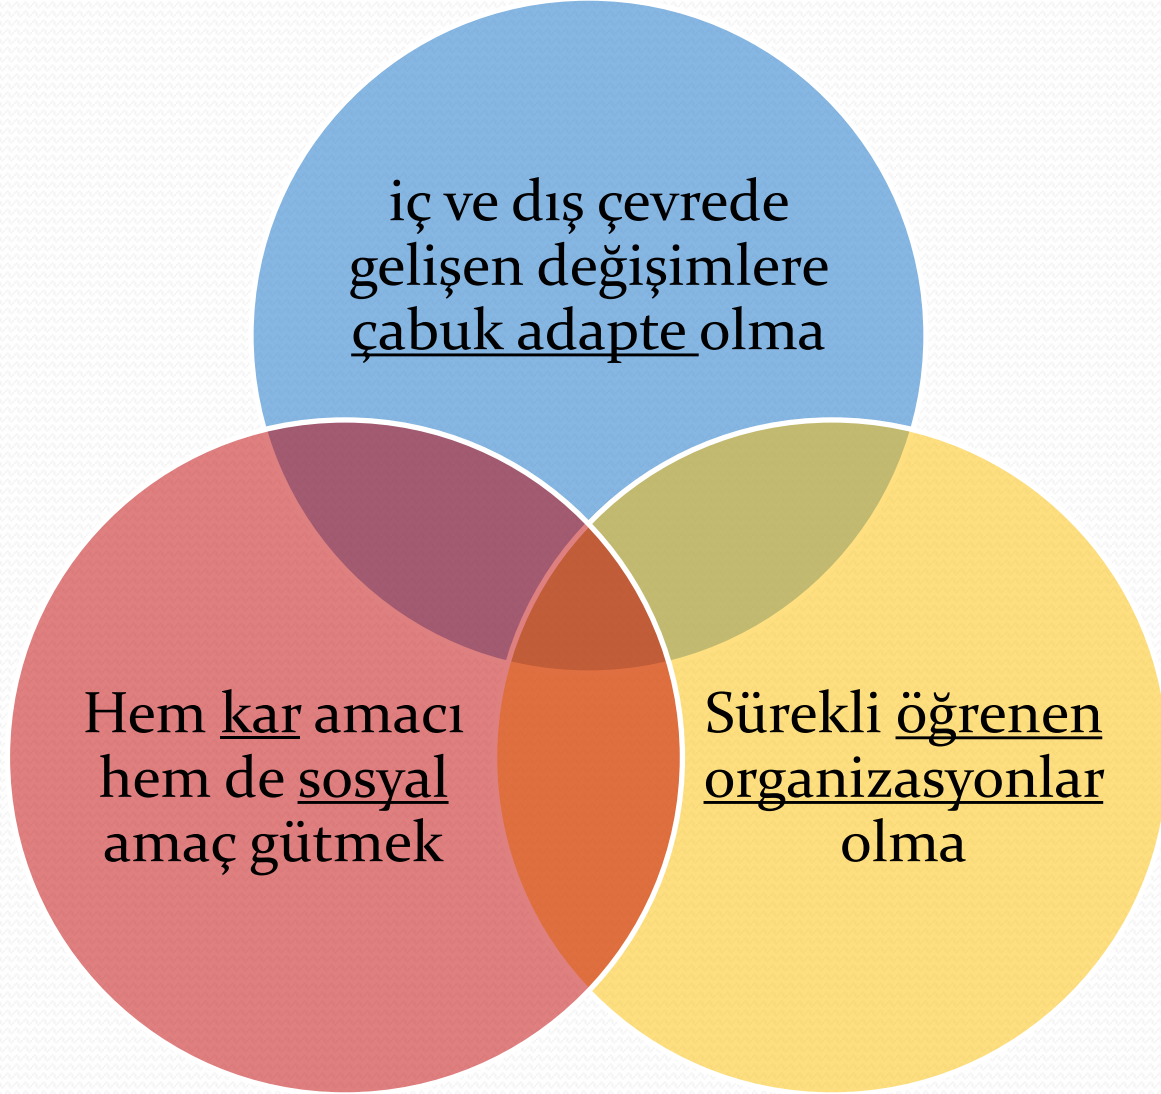 iç ve dış çevrede
gelişen değişimlere
çabuk adapte olma
Hem kar amacı
hem de sosyal
amaç gütmek
Sürekli öğrenen
organizasyonlar
olma